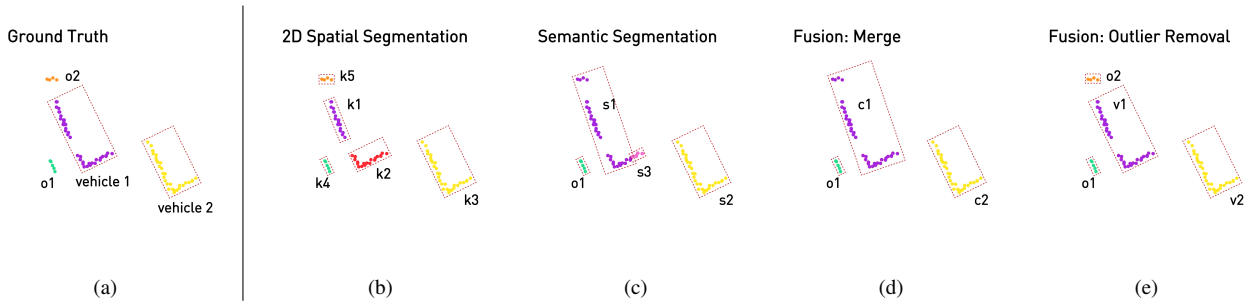 Ground Truth
o2
o1
vehicle 1
vehicle 2
(a)
2D Spatial Segmentation
k5
k1
k4
k2
k3
(b)
Semantic Segmentation
s1
o1
s3
s2
(c)
Fusion: Merge
c1
o1
c2
(d)
Fusion: Outlier Removal
o2
v1
o1
v2
(e)